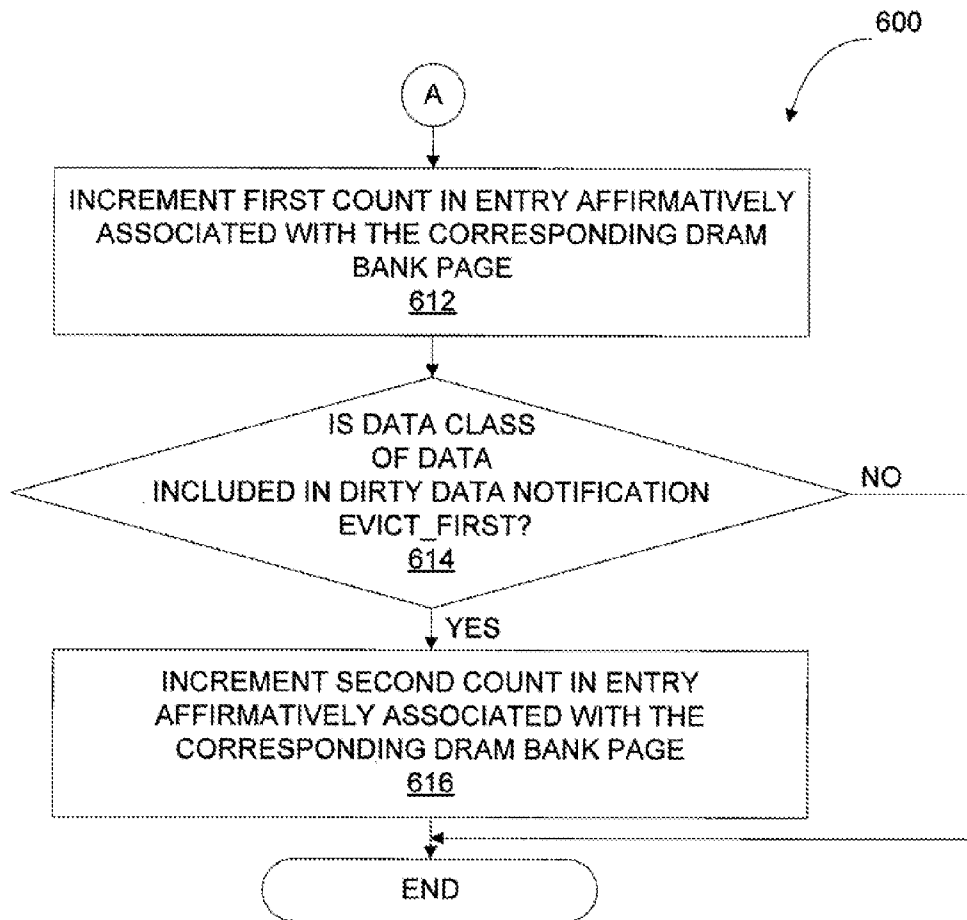 600
A
INCREMENT FIRST COUNT IN ENTRY AFFIRMATIVELY
ASSOCIATED WITH THE CORRESPONDING DRAM
BANK PAGE
612
IS DATA CLASS
OF DATA
INCLUDED IN DIRTY DATA NOTIFICATION
EVICT_FIRST?
614
NO
YES
INCREMENT SECOND COUNT IN ENTRY
AFFIRMATIVELY ASSOCIATED WITH THE
CORRESPONDING DRAM BANK PAGE
616
END